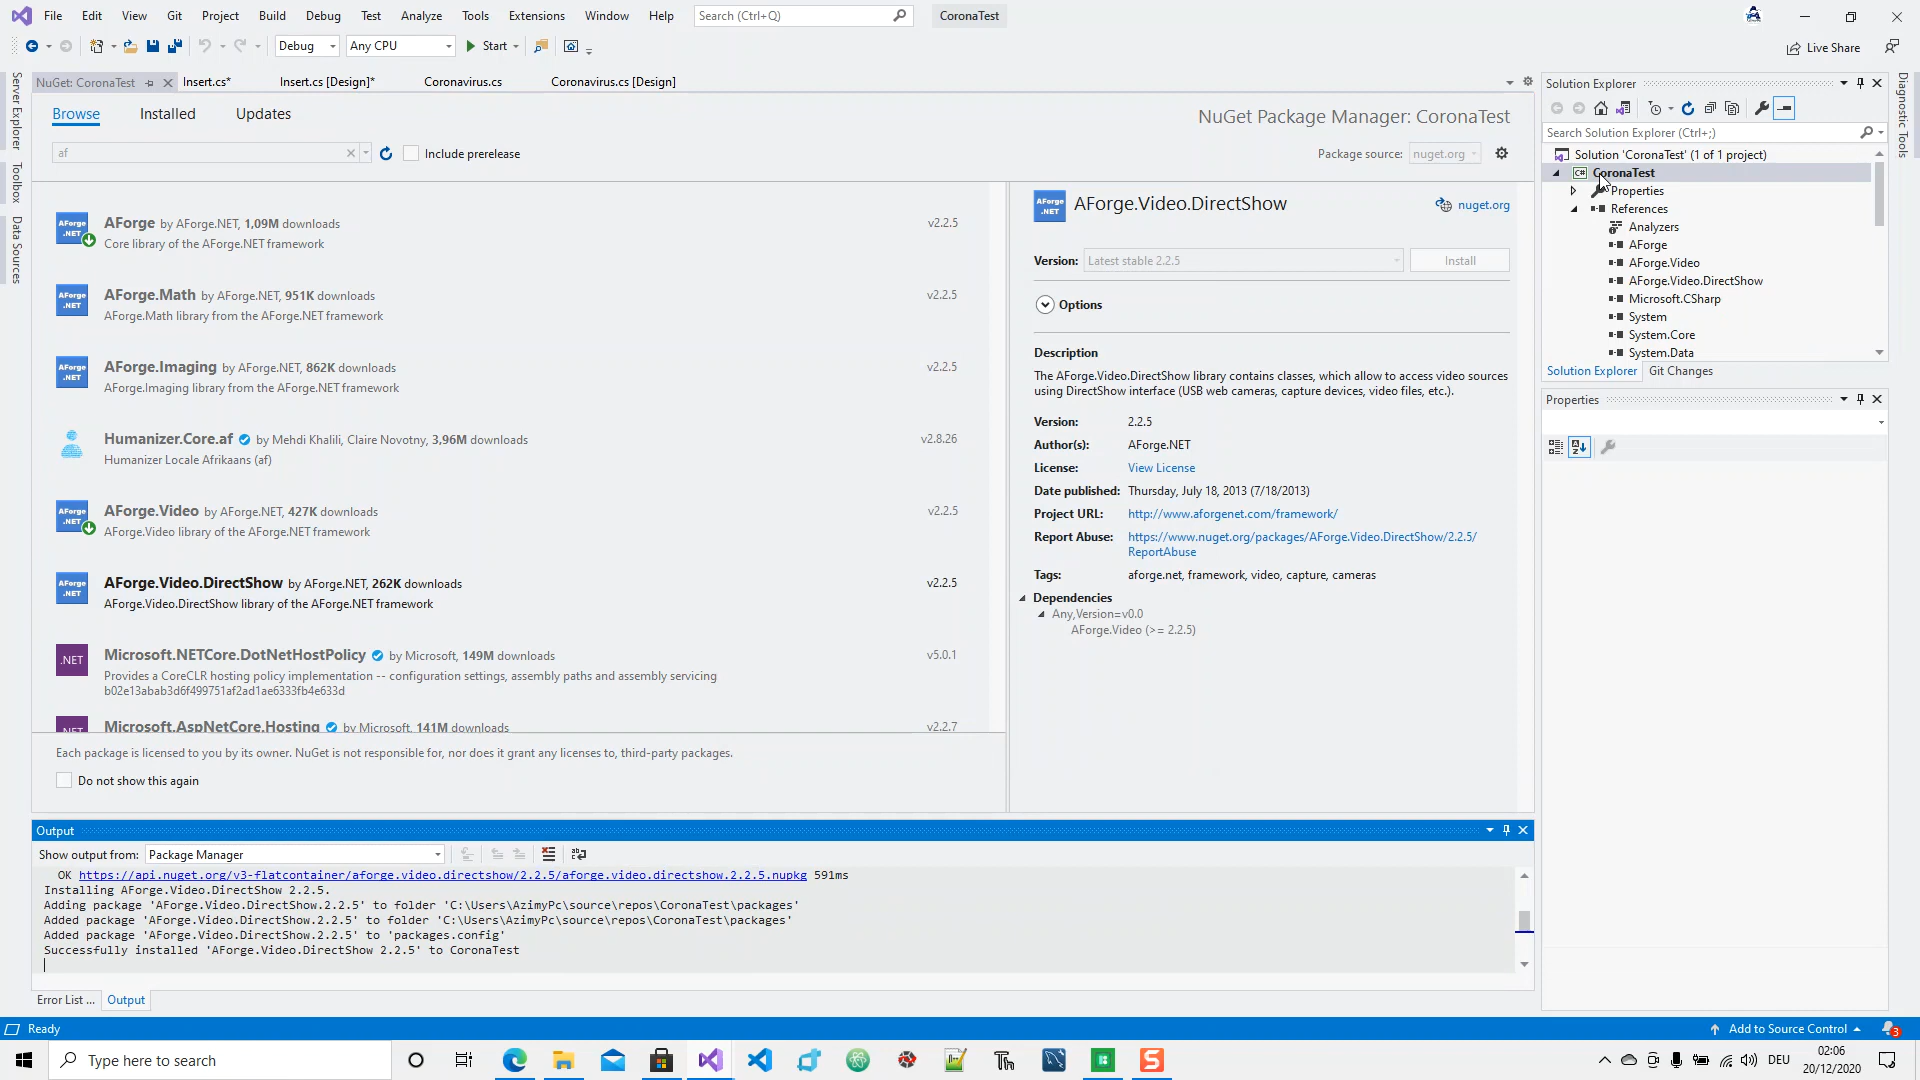 File Edit View Git Project Build Debug Test Analyze Tools Extensions Window Help Search (Ctrl+Q) CoronaTest
Debug Any CPU Start Live Share
NuGet: CoronaTest Insert.cs* Insert.cs [Design]* Coronavirus.cs Coronavirus.cs [Design]
Server Explorer
Toolbox
Data Sources
Browse Installed Updates
NuGet Package Manager: CoronaTest
af Include prerelease
Package source: nuget.org
AForge by AForge.NET, 1,09M downloads v2.2.5
Core library of the AForge.NET framework
AForge.Math by AForge.NET, 951K downloads v2.2.5
AForge.Math library from the AForge.NET framework
AForge.Imaging by AForge.NET, 862K downloads v2.2.5
AForge.Imaging library from the AForge.NET framework
Humanizer.Core.af by Mehdi Khalili, Claire Novotny, 3,96M downloads v2.8.26
Humanizer Locale Afrikaans (af)
AForge.Video by AForge.NET, 427K downloads v2.2.5
AForge.Video library of the AForge.NET framework
AForge.Video.DirectShow by AForge.NET, 262K downloads v2.2.5
AForge.Video.DirectShow library of the AForge.NET framework
.NET
Microsoft.NETCore.DotNetHostPolicy by Microsoft, 149M downloads v5.0.1
Provides a CoreCLR hosting policy implementation -- configuration settings, assembly paths and assembly servicing
b02e13abab3d6f499751af2ad1ae6333fb4e633d
Microsoft.AspNetCore.Hosting by Microsoft, 141M downloads v2.2.7
Each package is licensed to you by its owner. NuGet is not responsible for, nor does it grant any licenses to, third-party packages.
Do not show this again
AForge .NET
AForge.Video.DirectShow nuget.org
Version: Latest stable 2.2.5 Install
Options
Description
The AForge.Video.DirectShow library contains classes, which allow to access video sources
using DirectShow interface (USB web cameras, capture devices, video files, etc.).
Version: 2.2.5
Author(s): AForge.NET
License: View License
Date published: Thursday, July 18, 2013 (7/18/2013)
Project URL: http://www.aforgenet.com/framework/
Report Abuse: https://www.nuget.org/packages/AForge.Video.DirectShow/2.2.5/
ReportAbuse
Tags: aforge.net, framework, video, capture, cameras
Dependencies
Any,Version=v0.0
AForge.Video (>= 2.2.5)
Output
Show output from: Package Manager
OK https://api.nuget.org/v3-flatcontainer/aforge.video.directshow/2.2.5/aforge.video.directshow.2.2.5.nupkg 591ms
Installing AForge.Video.DirectShow 2.2.5.
Adding package 'AForge.Video.DirectShow.2.2.5' to folder 'C:\Users\AzimyPc\source\repos\CoronaTest\packages'
Added package 'AForge.Video.DirectShow.2.2.5' to folder 'C:\Users\AzimyPc\source\repos\CoronaTest\packages'
Added package 'AForge.Video.DirectShow.2.2.5' to 'packages.config'
Successfully installed 'AForge.Video.DirectShow 2.2.5' to CoronaTest
Error List ... Output
Solution Explorer
Search Solution Explorer (Ctrl+;)
Solution 'CoronaTest' (1 of 1 project)
C# CoronaTest
Properties
References
Analyzers
AForge
AForge.Video
AForge.Video.DirectShow
Microsoft.CSharp
System
System.Core
System.Data
Solution Explorer Git Changes
Properties
Diagnostic Tools
Ready Add to Source Control 3
Type here to search DEU 02:06
20/12/2020